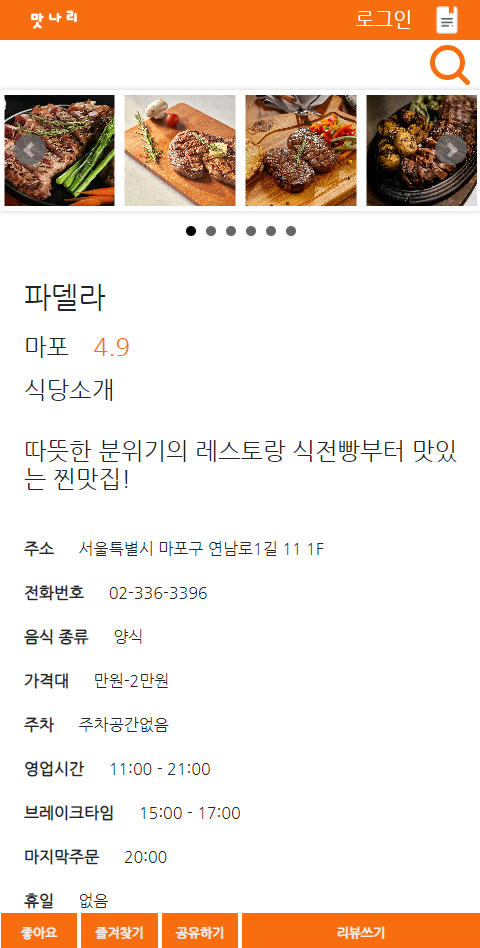 맛나리
로그인
파델라
마포 4.9
식당소개
따뜻한 분위기의 레스토랑 식전빵부터 맛있
는 찐맛집!
주소 서울특별시 마포구 연남로1길 11 1F
전화번호 02-336-3396
음식 종류 양식
가격대 만원-2만원
주차 주차공간없음
영업시간 11:00 - 21:00
브레이크타임 15:00 - 17:00
마지막주문 20:00
휴일 없음
좋아요 즐겨찾기 공유하기 리뷰쓰기